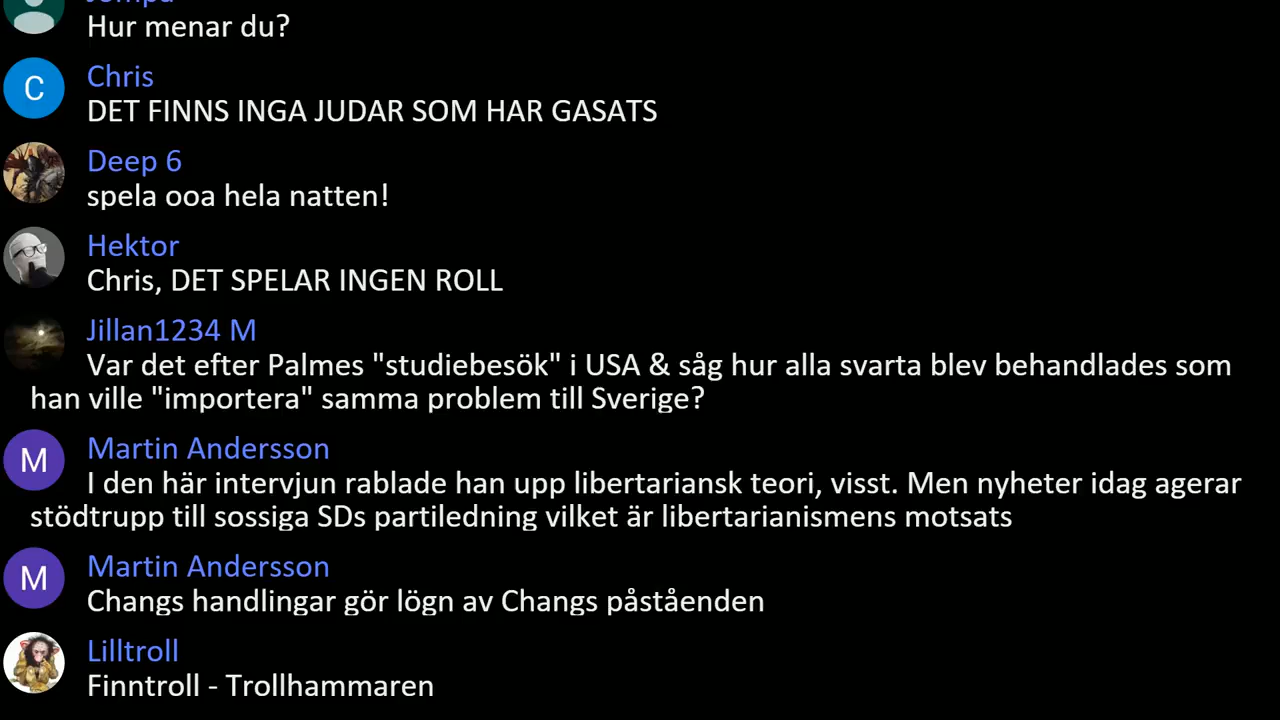 Hur menar du?
C
Chris
DET FINNS INGA JUDAR SOM HAR GASATS
Deep 6
spela ooa hela natten!
Hektor
Chris, DET SPELAR INGEN ROLL
Jillan1234 M
Var det efter Palmes "studiebesök" i USA & såg hur alla svarta blev behandlades som
han ville "importera" samma problem till Sverige?
M
Martin Andersson
I den här intervjun rablade han upp libertariansk teori, visst. Men nyheter idag agerar
stödtrupp till sossiga SDs partiledning vilket är libertarianismens motsats
M
Martin Andersson
Changs handlingar gör lögn av Changs påståenden
Lilltroll
Finntroll - Trollhammaren